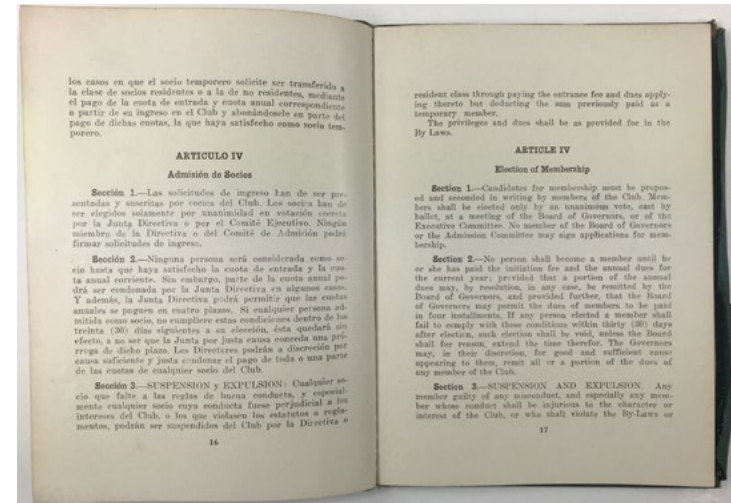 los casos en que el socio temporero solicite ser transferido a
la clase de socios residentes o a la de no residentes, mediante
el pago de la cuota de entrada y cuota anual correspondiente
a partir de su ingreso en el Club y abonándosele en parte del
pago de dichas cuotas, la que haya satisfecho como socio tem-
porero.
ARTICULO IV
Admisión de Socios
Sección 1.—Las solicitudes de ingreso han de ser pre-
sentadas y suscritas por socios del Club. Los socios han de
ser elegidos solamente por unanimidad en votación secreta
por la Junta Directiva o por el Comité Ejecutivo. Ningún
miembro de la Directiva o del Comité de Admición podrá
firmar solicitudes de ingreso.
Sección 2.—Ninguna persona será considerada como so-
cio hasta que haya satisfecho la cuota de entrada y la cuo-
ta anual corriente. Sin embargo, parte de la cuota anual po-
drá ser condonada por la Junta Directiva en algunos casos.
Y además, la Junta Directiva podrá permitir que las cuotas
anuales se paguen en cuatro plazos. Si cualquier persona ad-
mitida como socio, no cumpliere estas condiciones dentro de los
treinta (30) días siguientes a su elección, ésta quedará sin
efecto, a no ser que la Junta por justa causa conceda una pró-
rroga de dicho plazo. Los Directores podrán a discreción por
causa suficiente y justa condonar el pago de toda o una parte
de las cuotas de cualquier socio del Club.
Sección 3.—SUSPENSION y EXPULSION: Cualquier so-
cio que falte a las reglas de buena conducta, y especial-
mente cualquier socio cuya conducta fuese perjudicial a los
intereses del Club, o los que violasen los estatutos o regla-
mentos, podrán ser suspendidos del Club por la Directiva o
16
resident class through paying the entrance fee and dues apply-
ing thereto but deducting the sum previously paid as a
temporary member.
The privileges and dues shall be as provided for in the
By Laws.
ARTICLE IV
Election of Membership
Section 1.—Candidates for membership must be propos-
ed and seconded in writing by members of the Club. Mem-
bers shall be elected only by an unanimous vote, cast by
ballet, at a meeting of the Board of Governors, or of the
Executive Committee. No member of the Board of Governors
or the Admission Committee may sign applications for mem-
bership.
Section 2.—No person shall become a member until he
or she has paid the initiation fee and the annual dues for
the current year; provided that a portion of the annual
dues may, by resolution, in any case, be remitted by the
Board of Governors, and provided further, that the Board
of Governors may permit the dues of members to be paid
in four installments. If any person elected a member shall
fail to comply with these conditions within thirty (30) days
after election, such election shall be void, unless the Board
shall for reason, extend the time therefor. The Governors
may, in their discretion, for good and sufficient cause
appearing to them, remit all or a portion of the dues of
any member of the Club.
Section 3.—SUSPENSION AND EXPULSION. Any
member guilty of any misconduct, and especially any mem-
ber whose conduct shall be injurious to the character or
interest of the Club, or who shall violate the By-Laws or
17